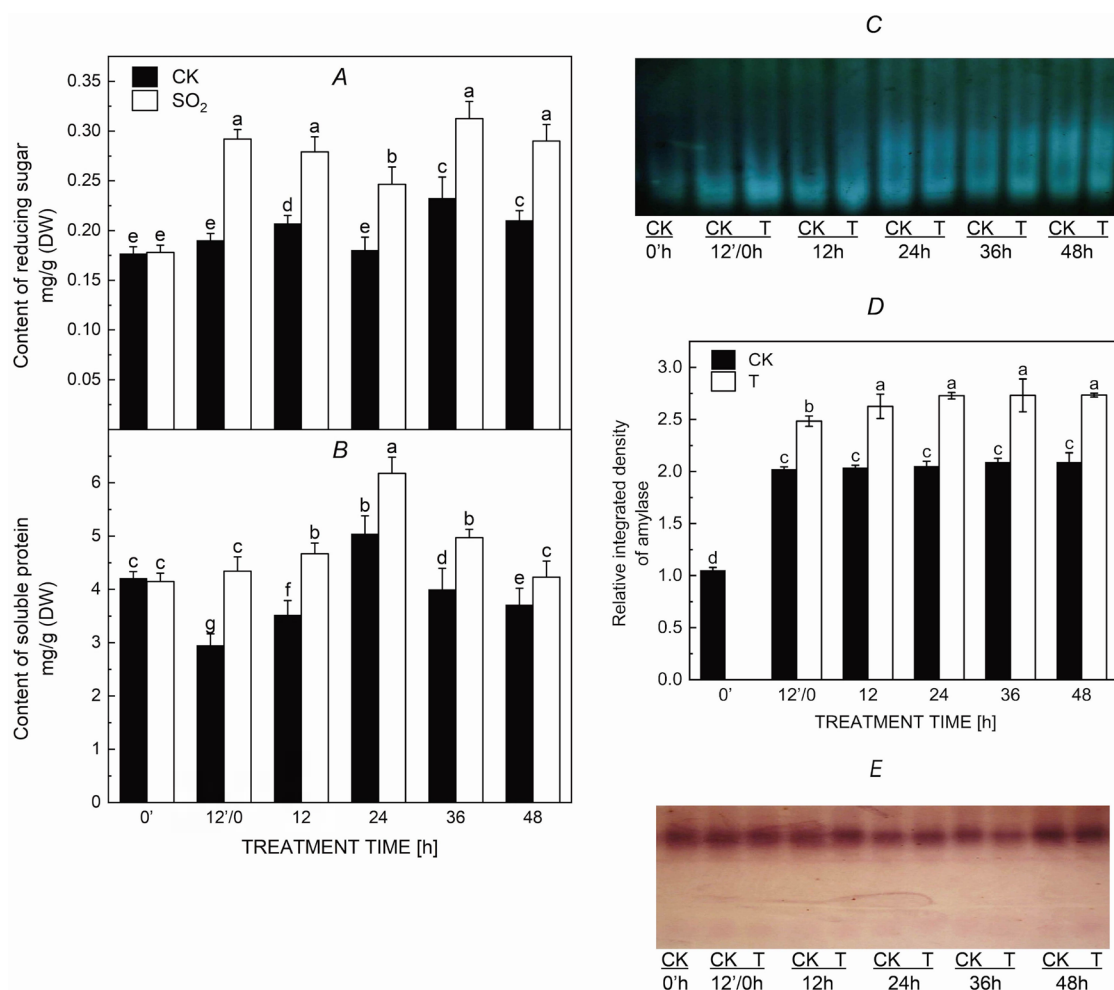 A
CK
SO₂
0.35
0.30
0.25
0.20
0.15
0.10
0.05
Content of reducing sugar
mg/g (DW)
e e e a d a e b c a c a
B
6
5
4
3
2
1
0
Content of soluble protein
mg/g (DW)
c c g c f b b a d b e c
0' 12'/0 12 24 36 48
TREATMENT TIME [h]
C
CK CK T CK T CK T CK T CK T
0'h 12'/0h 12h 24h 36h 48h
D
CK
T
3.0
2.5
2.0
1.5
1.0
0.5
0.0
Relative integrated density
of amylase
d c b c a c a c a c a
0' 12'/0 12 24 36 48
TREATMENT TIME [h]
E
CK CK T CK T CK T CK T CK T
0'h 12'/0h 12h 24h 36h 48h